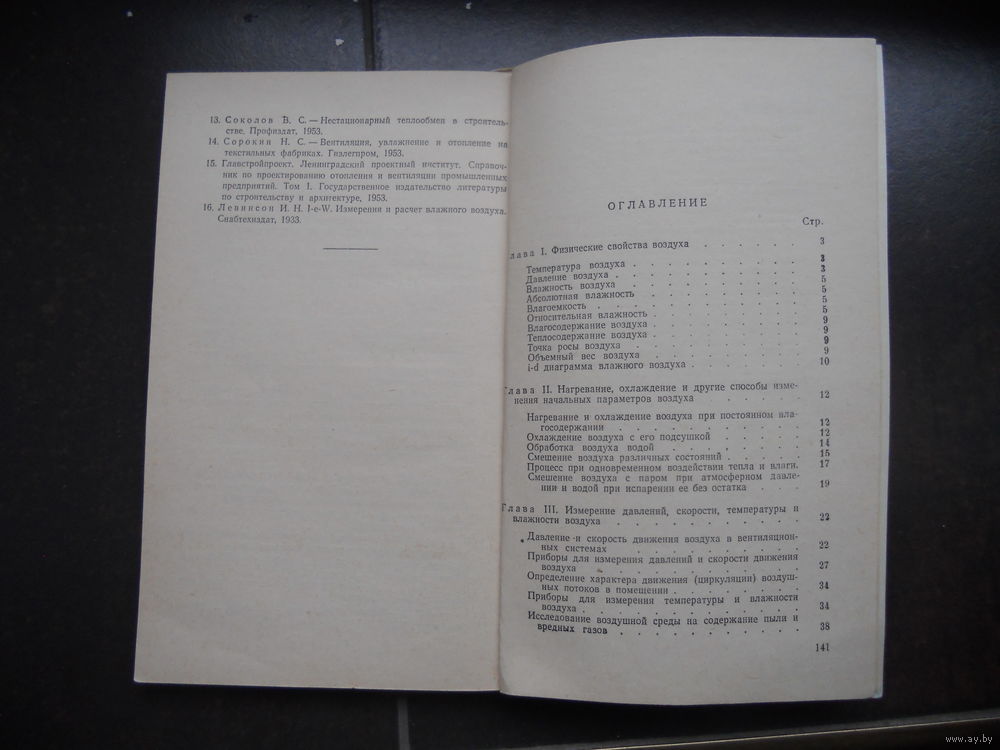 13. Соколов В. С. — Нестационарный теплообмен в строитель-
стве. Профиздат, 1953.
14. Сорокин Н. С. — Вентиляция, увлажнение и отопление на
текстильных фабриках. Гизлегпром, 1953.
15. Главстройпроект. Ленинградский проектный институт. Справоч-
ник по проектированию отопления и вентиляции промышленных
предприятий. Том I. Государственное издательство литературы
по строительству и архитектуре, 1953.
16. Левинсон И. Н. I-e-W. Измерения и расчет влажного воздуха.
Снабтехиздат, 1933.
ОГЛАВЛЕНИЕ
Стр.
Глава I. Физические свойства воздуха . . . . . . 3
Температура воздуха . . . . . . . . . 3
Давление воздуха . . . . . . . . . . 3
Влажность воздуха . . . . . . . . . 5
Абсолютная влажность . . . . . . . . 5
Влагоемкость . . . . . . . . . . . 5
Относительная влажность . . . . . . . . 5
Влагосодержание воздуха . . . . . . . . 9
Теплосодержание воздуха . . . . . . . . 9
Точка росы воздуха . . . . . . . . . 9
Объемный вес воздуха . . . . . . . . 9
i-d диаграмма влажного воздуха . . . . . . 10
Глава II. Нагревание, охлаждение и другие способы изме-
нения начальных параметров воздуха . . . . . 12
Нагревание и охлаждение воздуха при постоянном вла-
госодержании . . . . . . . . . . 12
Охлаждение воздуха с его подсушкой . . . . . 12
Обработка воздуха водой . . . . . . . . 14
Смешение воздуха различных состояний . . . . . 15
Процесс при одновременном воздействии тепла и влаги. 17
Смешение воздуха с паром при атмосферном давле-
нии и водой при испарении ее без остатка . . . 19
Глава III. Измерение давлений, скорости, температуры и
влажности воздуха . . . . . . . . . . 22
Давление и скорость движения воздуха в вентиляцион-
ных системах . . . . . . . . . . 22
Приборы для измерения давлений и скорости движения
воздуха . . . . . . . . . . . 27
Определение характера движения (циркуляции) воздуш-
ных потоков в помещении . . . . . . . 34
Приборы для измерения температуры и влажности
воздуха . . . . . . . . . . . 34
Исследование воздушной среды на содержание пыли и
вредных газов . . . . . . . . . . 38
141
www.ay.by